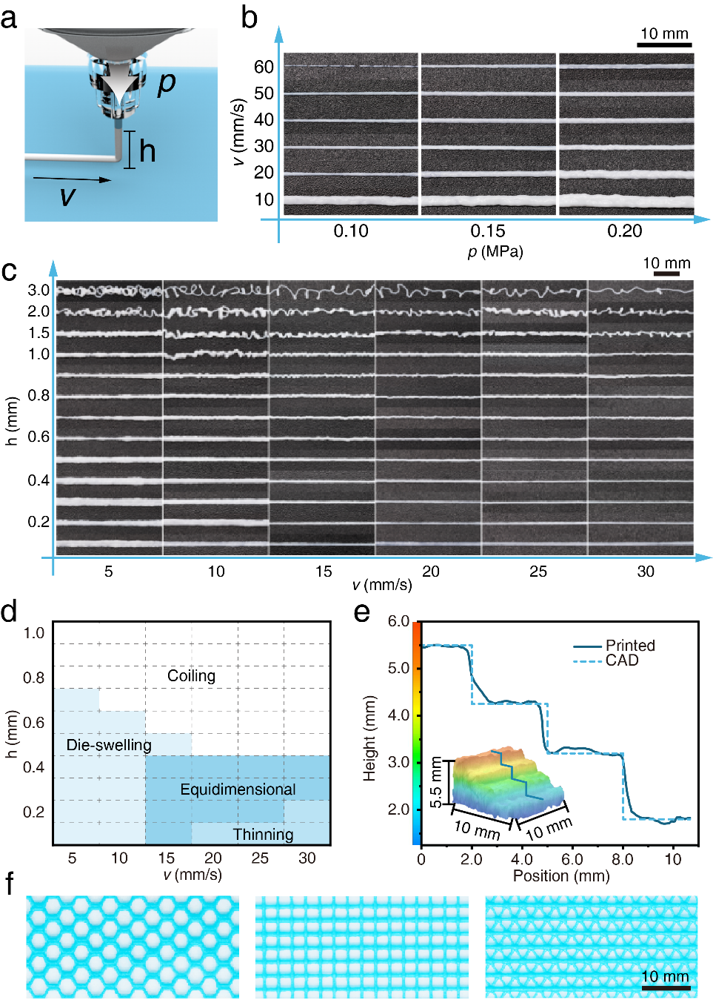 a
p
h
v
b
10 mm
v (mm/s)
60
50
40
30
20
10
0.10
0.15
0.20
p (MPa)
c
10 mm
h (mm)
3.0
2.0
1.5
1.0
0.8
0.6
0.4
0.2
5
10
15
20
25
30
v (mm/s)
d
h (mm)
1.0
0.8
0.6
0.4
0.2
Coiling
Die-swelling
Equidimensional
Thinning
5
10
15
20
25
30
v (mm/s)
e
Height (mm)
6.0
5.0
4.0
3.0
2.0
Printed
CAD
5.5 mm
10 mm
10 mm
0
2.0
4.0
6.0
8.0
10
Position (mm)
f
10 mm